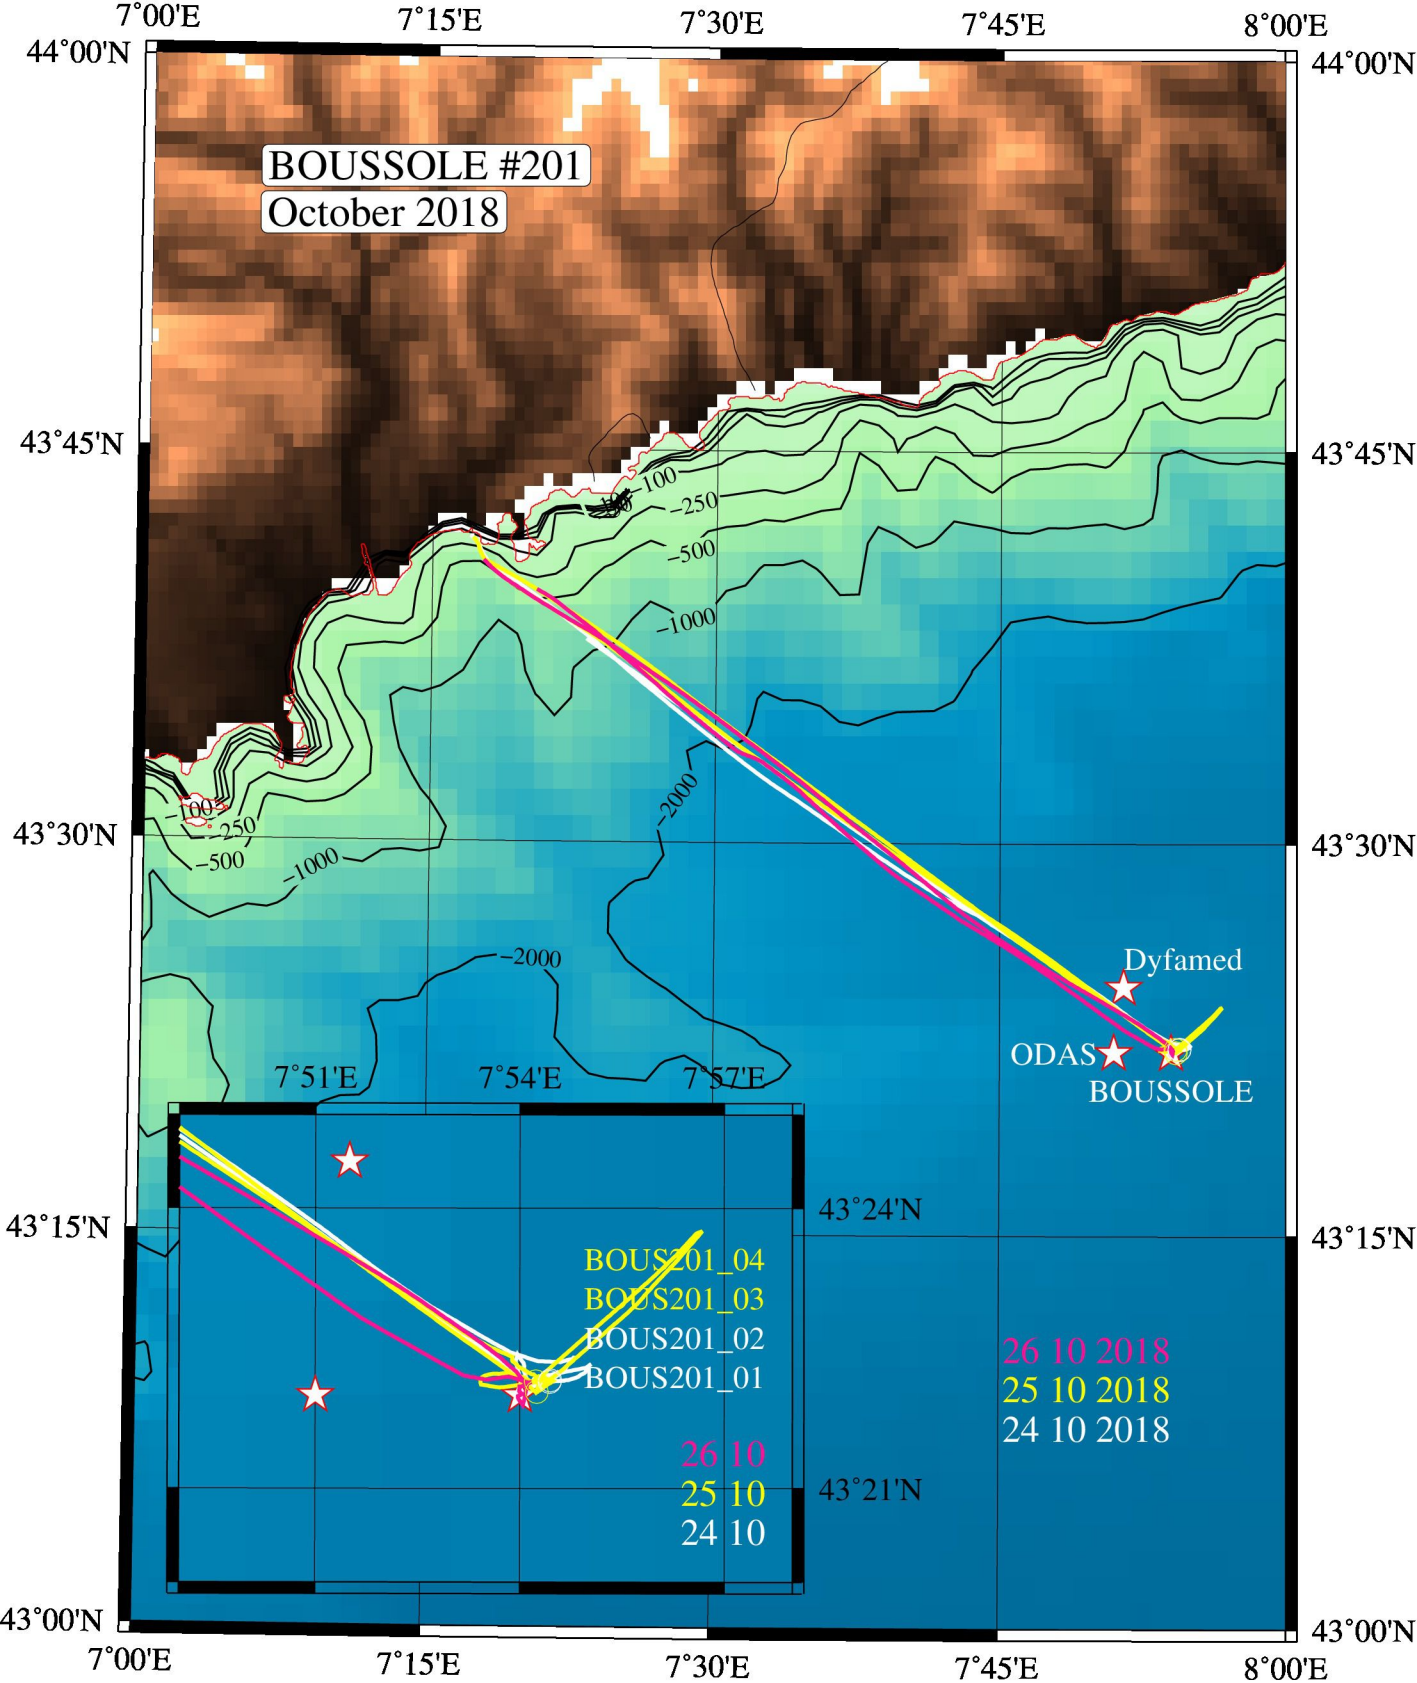 7°00'E 7°15'E 7°30'E 7°45'E 8°00'E
44°00'N 44°00'N
BOUSSOLE #201
October 2018
43°45'N 43°45'N
-100
-100
-250
-500
-1000
-2000
-100
-250
-500
-1000
43°30'N 43°30'N
-2000
Dyfamed
ODAS
BOUSSOLE
7°51'E 7°54'E 7°57'E
43°24'N
43°15'N 43°15'N
BOUS201_04
BOUS201_03
BOUS201_02
BOUS201_01
26 10 2018
25 10 2018
24 10 2018
26 10
25 10
24 10
43°21'N
43°00'N 43°00'N
7°00'E 7°15'E 7°30'E 7°45'E 8°00'E